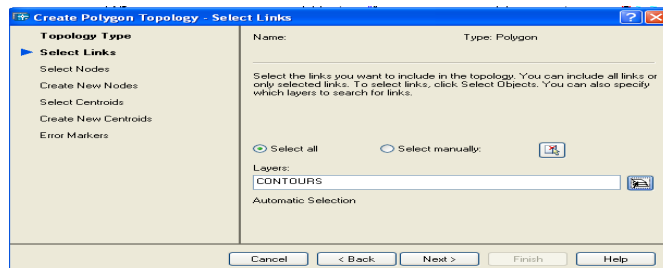 Create Polygon Topology - Select Links
Topology Type
Select Links
Select Nodes
Create New Nodes
Select Centroids
Create New Centroids
Error Markers
Name: Type: Polygon
Select the links you want to include in the topology. You can include all links or
only selected links. To select links, click Select Objects. You can also specify
which layers to search for links.
Select all Select manually:
Layers:
CONTOURS
Automatic Selection
Cancel < Back Next > Finish Help